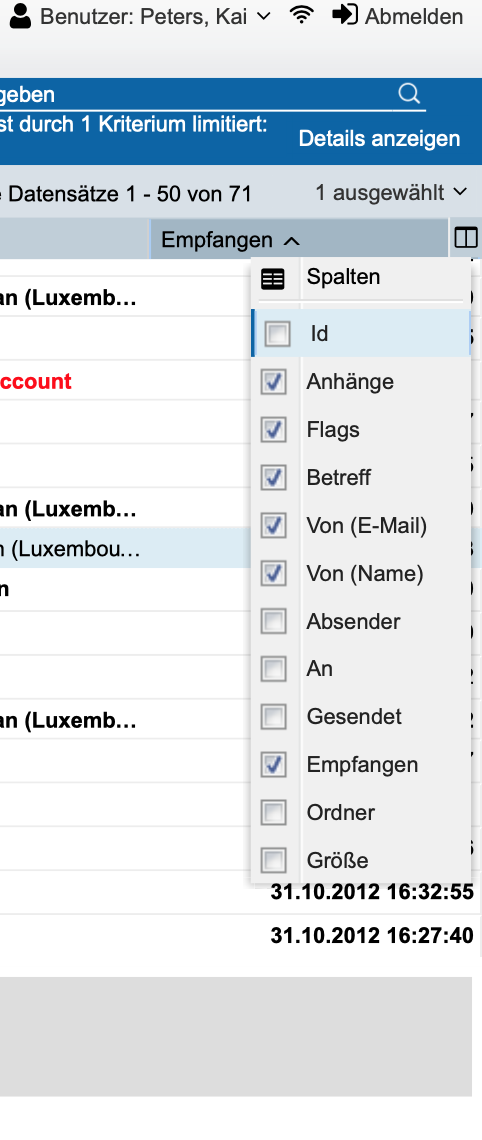 Benutzer: Peters, Kai
Abmelden
geben
st durch 1 Kriterium limitiert:
Details anzeigen
Datensätze 1 - 50 von 71
1 ausgewählt
Empfangen
Spalten
an (Luxemb...
Id
ccount
Anhänge
Flags
Betreff
an (Luxemb...
Von (E-Mail)
n (Luxembou...
Von (Name)
n
Absender
An
Gesendet
an (Luxemb...
Empfangen
Ordner
Größe
31.10.2012 16:32:55
31.10.2012 16:27:40